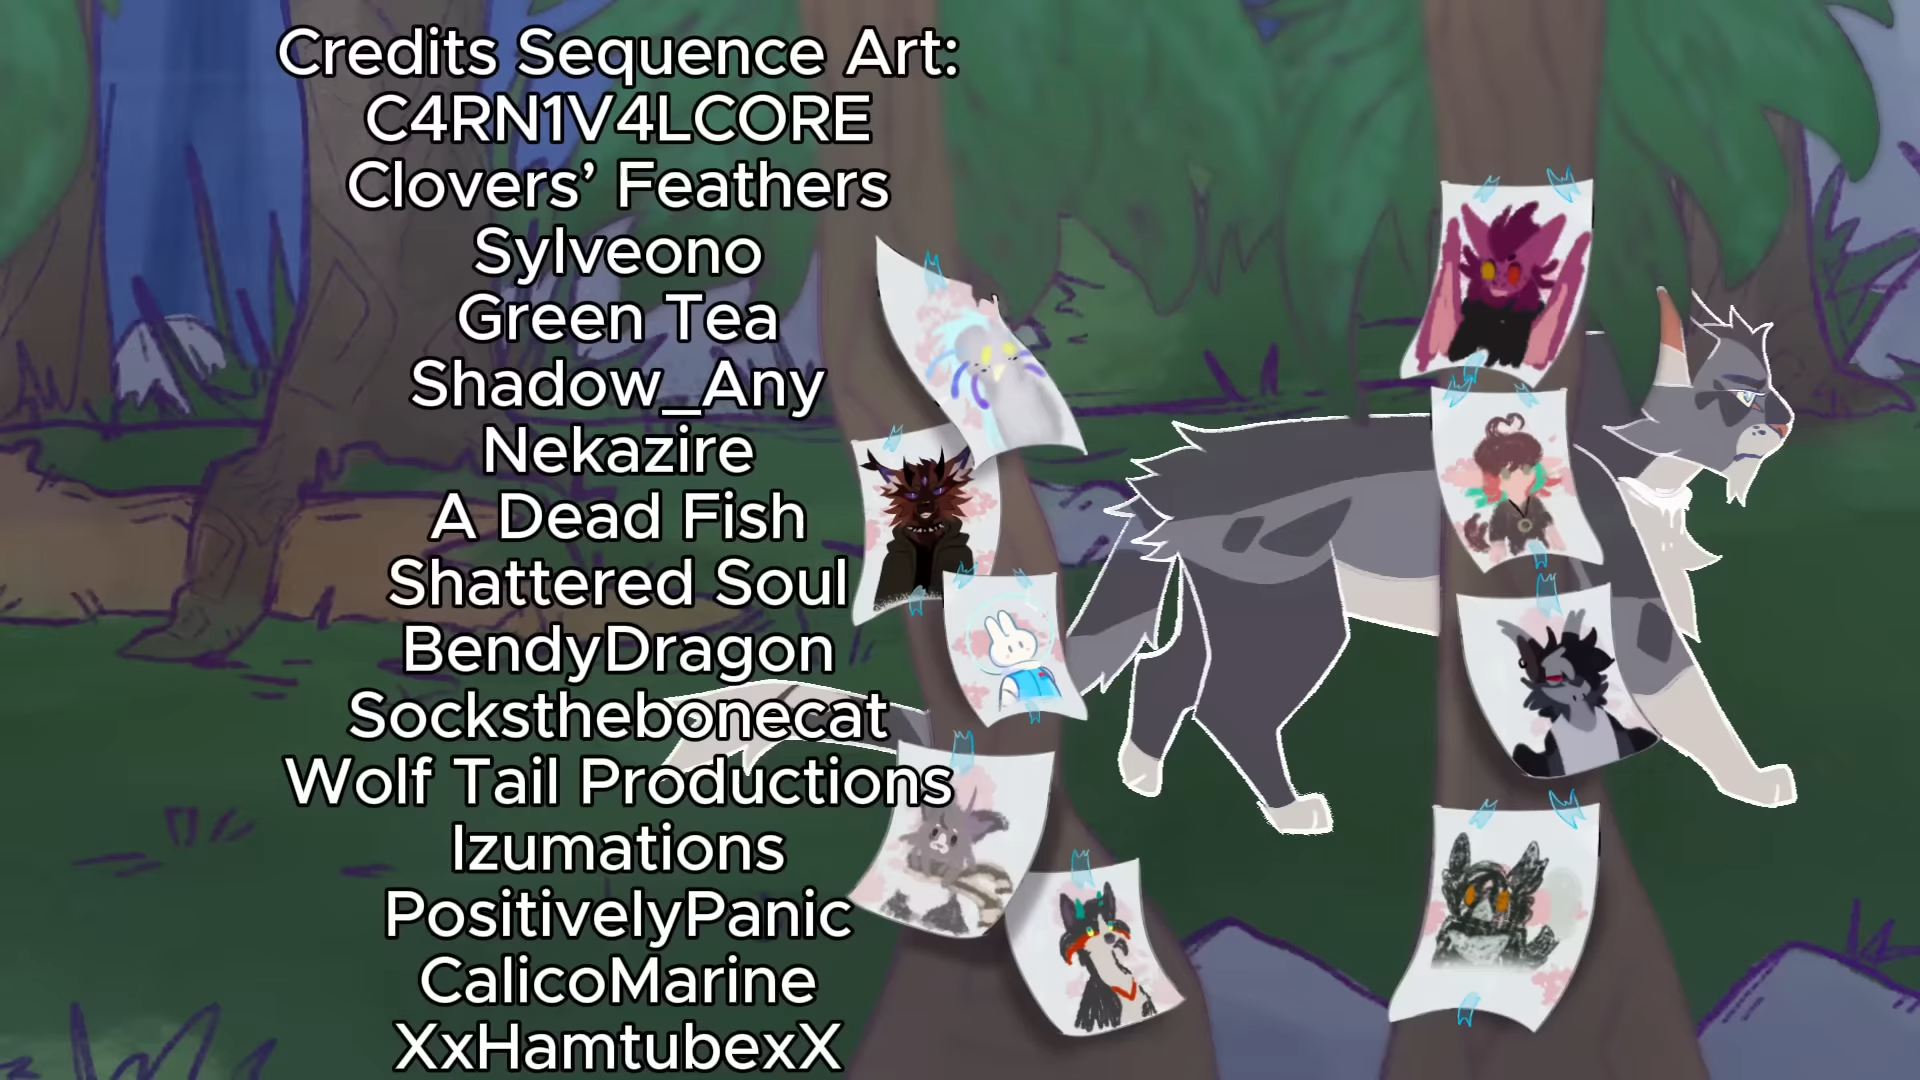 Credits Sequence Art:
C4RN1V4LCORE
Clovers’ Feathers
Sylveono
Green Tea
Shadow_Any
Nekazire
A Dead Fish
Shattered Soul
BendyDragon
Socksthebonecat
Wolf Tail Productions
Izumations
PositivelyPanic
CalicoMarine
XxHamtubexX